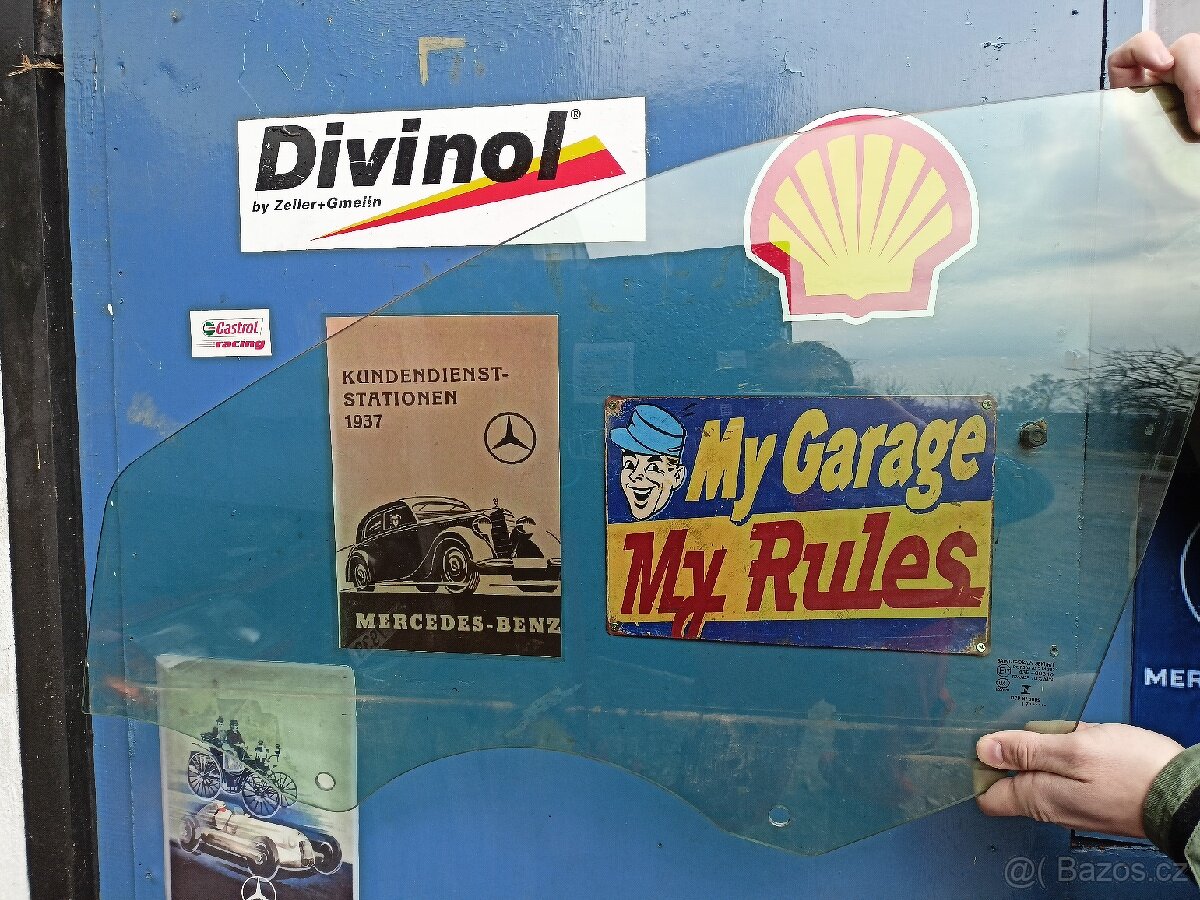 Divinol®
by Zeller+Gmelin
Castrol
racing
KUNDENDIENST-
STATIONEN
1937
My Garage
My Rules
MERCEDES-BENZ
MER
@( Bazos.cz